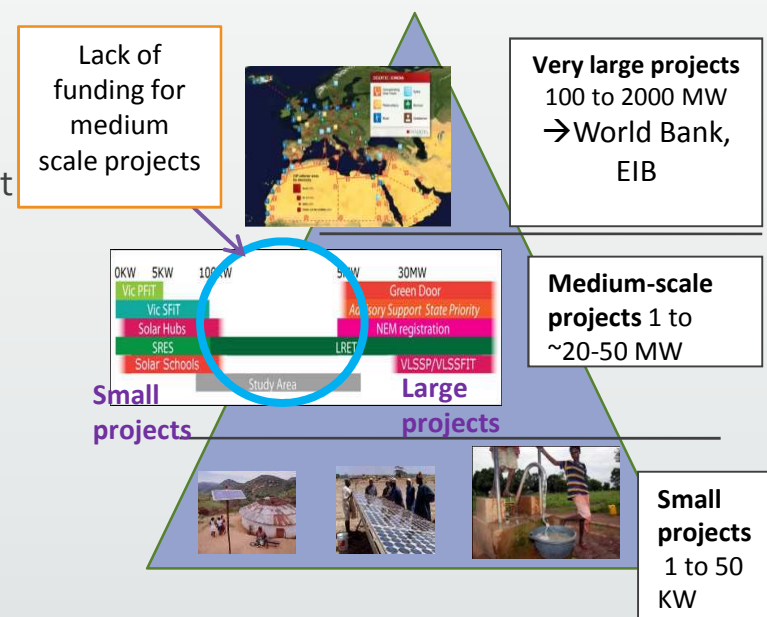 Lack of
funding for
medium
scale projects
t
Very large projects
100 to 2000 MW
→World Bank,
EIB
0KW 5KW 100KW 5MW 30MW
Vic PFiT
Green Door
Vic SFiT
Advisory Support State Priority
Solar Hubs
NEM registration
SRES
LRET
Solar Schools
VLSSP/VLSSFIT
Study Area
Small
projects
Large
projects
Medium-scale
projects 1 to
~20-50 MW
Small
projects
1 to 50
KW